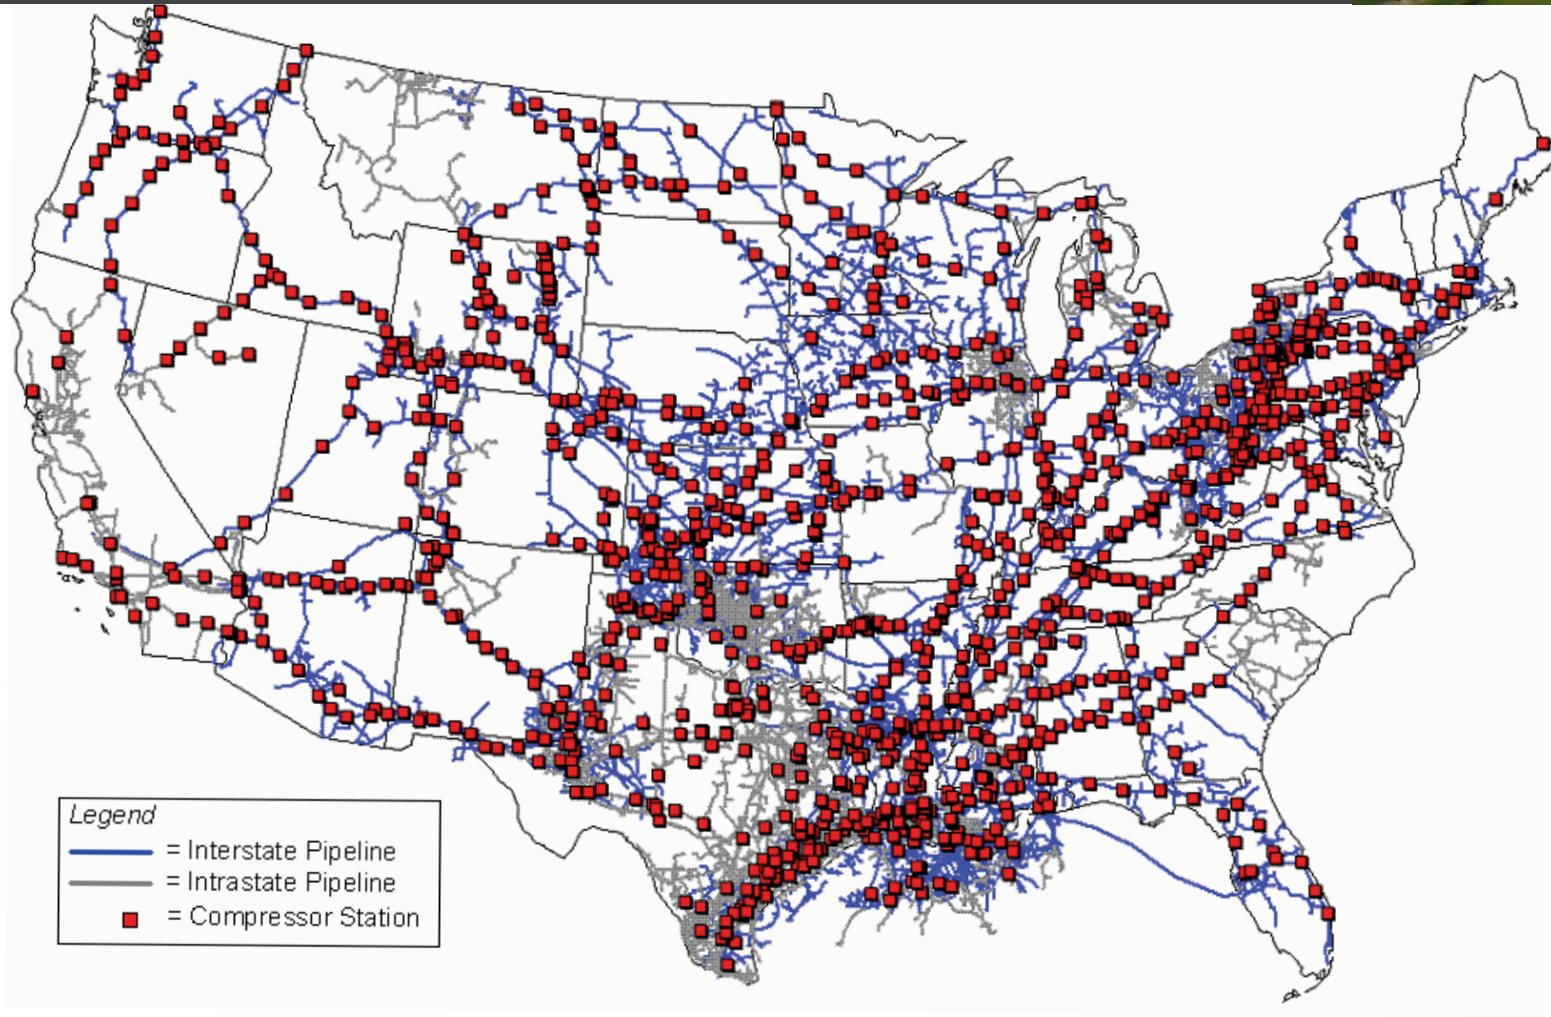 Legend
= Interstate Pipeline
= Intrastate Pipeline
= Compressor Station